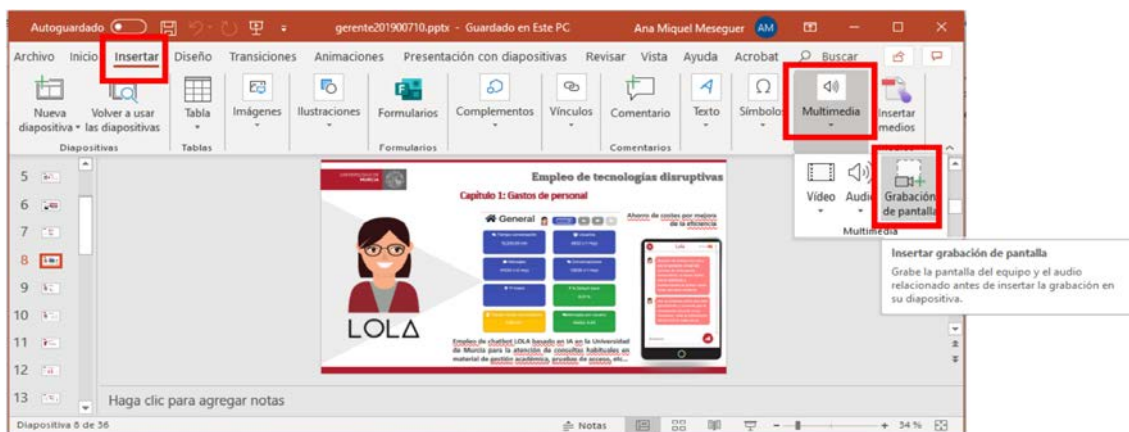 Autoguardado
gerente201900710.pptx - Guardado en Este PC
Ana Miquel Meseguer
AM
Archivo Inicio Insertar Diseño Transiciones Animaciones Presentación con diapositivas Revisar Vista Ayuda Acrobat Buscar
Nueva diapositiva
Volver a usar las diapositivas
Tabla
Imágenes
Ilustraciones
Formularios
Complementos
Vínculos
Comentario
Texto
Símbolos
Multimedia
Insertar medios
Diapositivas
Tablas
Formularios
Comentarios
Vídeo
Audio
Grabación de pantalla
Multimedia
Insertar grabación de pantalla
Grabe la pantalla del equipo y el audio
relacionado antes de insertar la grabación en
su diapositiva.
5
6
7
8
9
10
11
12
13
Empleo de tecnologías disruptivas
Capítulo 1: Gastos de personal
General
Ahorro de costes por mejora
de la eficiencia
Lola
LOLA
Empleo de chatbot LOLA basado en IA en la Universidad
de Murcia para la atención de consultas habituales en
material de gestión académica, pruebas de acceso, etc...
Haga clic para agregar notas
Diapositiva 8 de 36
Notas
34 %